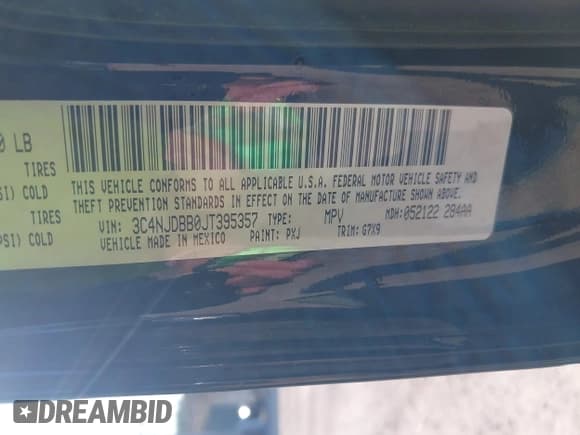 0 LB
TIRES
SI) COLD
TIRES
PSI) COLD
THIS VEHICLE CONFORMS TO ALL APPLICABLE U.S.A. FEDERAL MOTOR VEHICLE SAFETY AND
THEFT PREVENTION STANDARDS IN EFFECT ON THE DATE OF MANUFACTURE SHOWN ABOVE.
VIN: 3C4NJDBB0JT395357 TYPE: MPV MDH: 052122 284AA
VEHICLE MADE IN MEXICO PAINT: PXJ TRIM: G7X9
DREAMBID